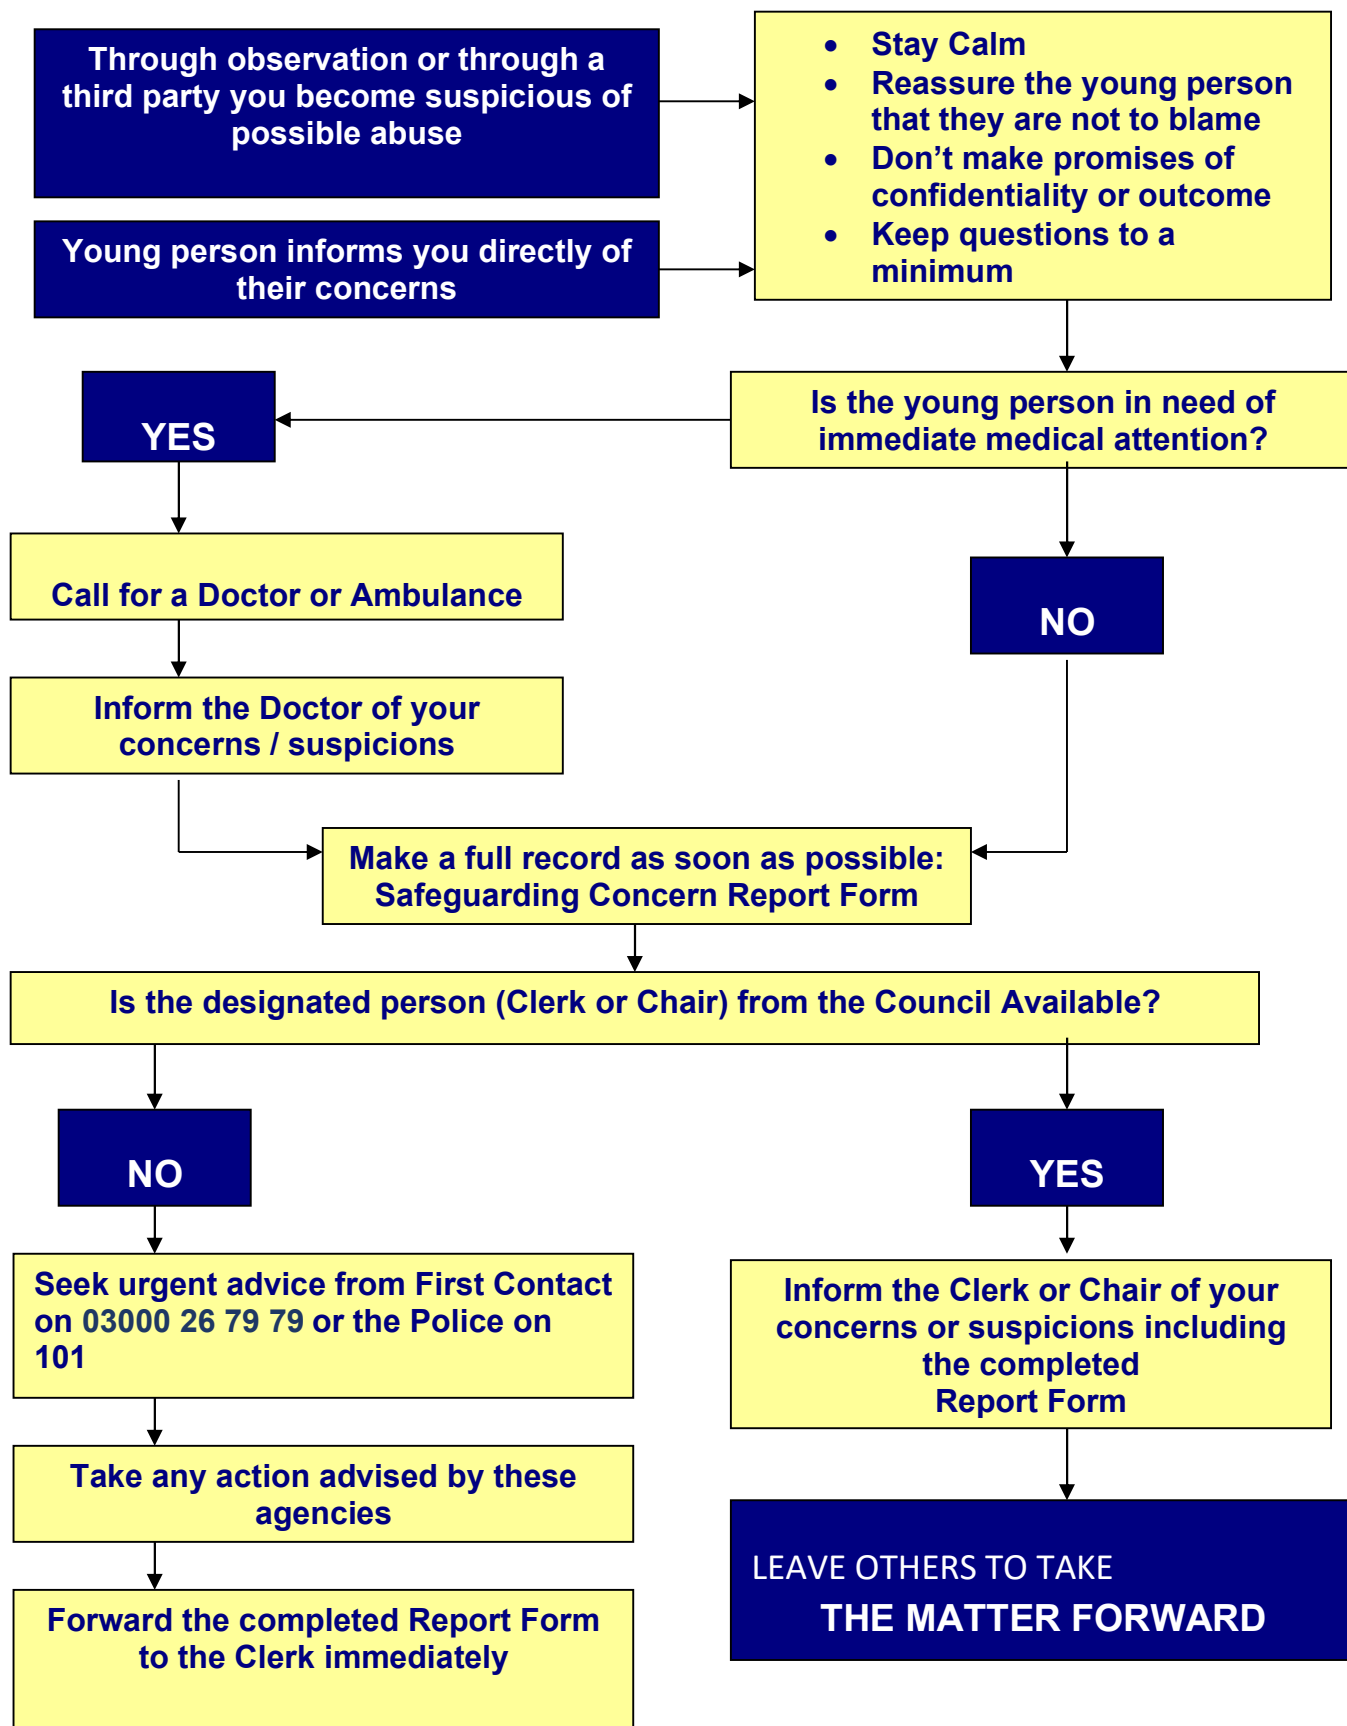 Through observation or through a
third party you become suspicious of
possible abuse
• Stay Calm
• Reassure the young person
that they are not to blame
• Don’t make promises of
confidentiality or outcome
• Keep questions to a
minimum
Young person informs you directly of
their concerns
Is the young person in need of
immediate medical attention?
YES
Call for a Doctor or Ambulance
NO
Inform the Doctor of your
concerns / suspicions
Make a full record as soon as possible:
Safeguarding Concern Report Form
Is the designated person (Clerk or Chair) from the Council Available?
NO
YES
Seek urgent advice from First Contact
on 03000 26 79 79 or the Police on
101
Inform the Clerk or Chair of your
concerns or suspicions including
the completed
Report Form
Take any action advised by these
agencies
LEAVE OTHERS TO TAKE
THE MATTER FORWARD
Forward the completed Report Form
to the Clerk immediately